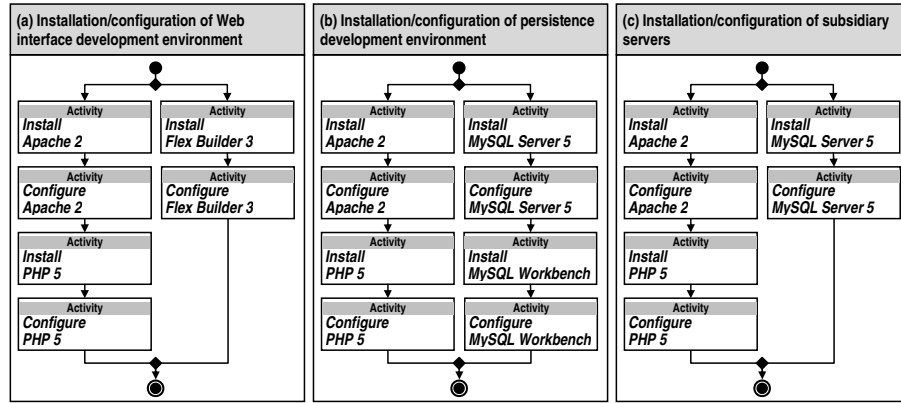 (a) Installation/configuration of Web
interface development environment
Activity
Install
Apache 2
Activity
Configure
Apache 2
Activity
Install
PHP 5
Activity
Configure
PHP 5
Activity
Install
Flex Builder 3
Activity
Configure
Flex Builder 3
(b) Installation/configuration of persistence
development environment
Activity
Install
Apache 2
Activity
Configure
Apache 2
Activity
Install
PHP 5
Activity
Configure
PHP 5
Activity
Install
MySQL Server 5
Activity
Configure
MySQL Server 5
Activity
Install
MySQL Workbench
Activity
Configure
MySQL Workbench
(c) Installation/configuration of subsidiary
servers
Activity
Install
Apache 2
Activity
Configure
Apache 2
Activity
Install
PHP 5
Activity
Configure
PHP 5
Activity
Install
MySQL Server 5
Activity
Configure
MySQL Server 5